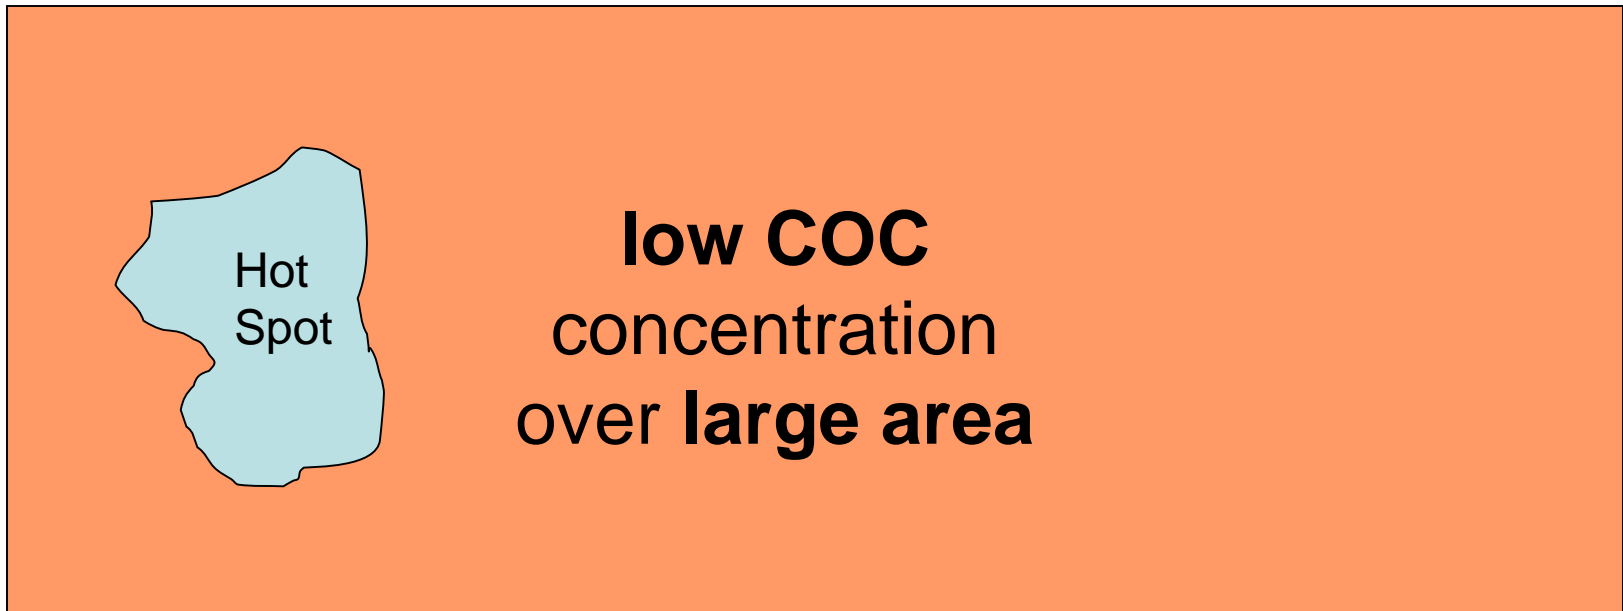 Hot
Spot
low COC
concentration
over large area